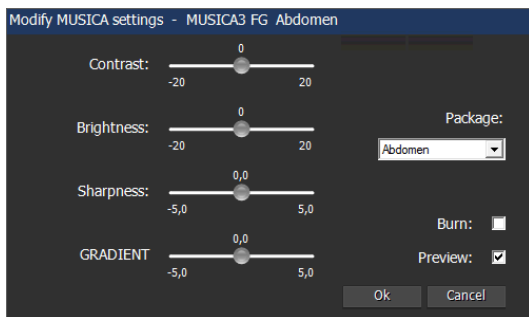 Modify MUSICA settings - MUSICA3 FG Abdomen
0
Contrast:
-20 20
0
Brightness:
-20 20
Package:
Abdomen
0,0
Sharpness:
-5,0 5,0
Burn:
0,0
GRADIENT
Preview:
-5,0 5,0
Ok Cancel